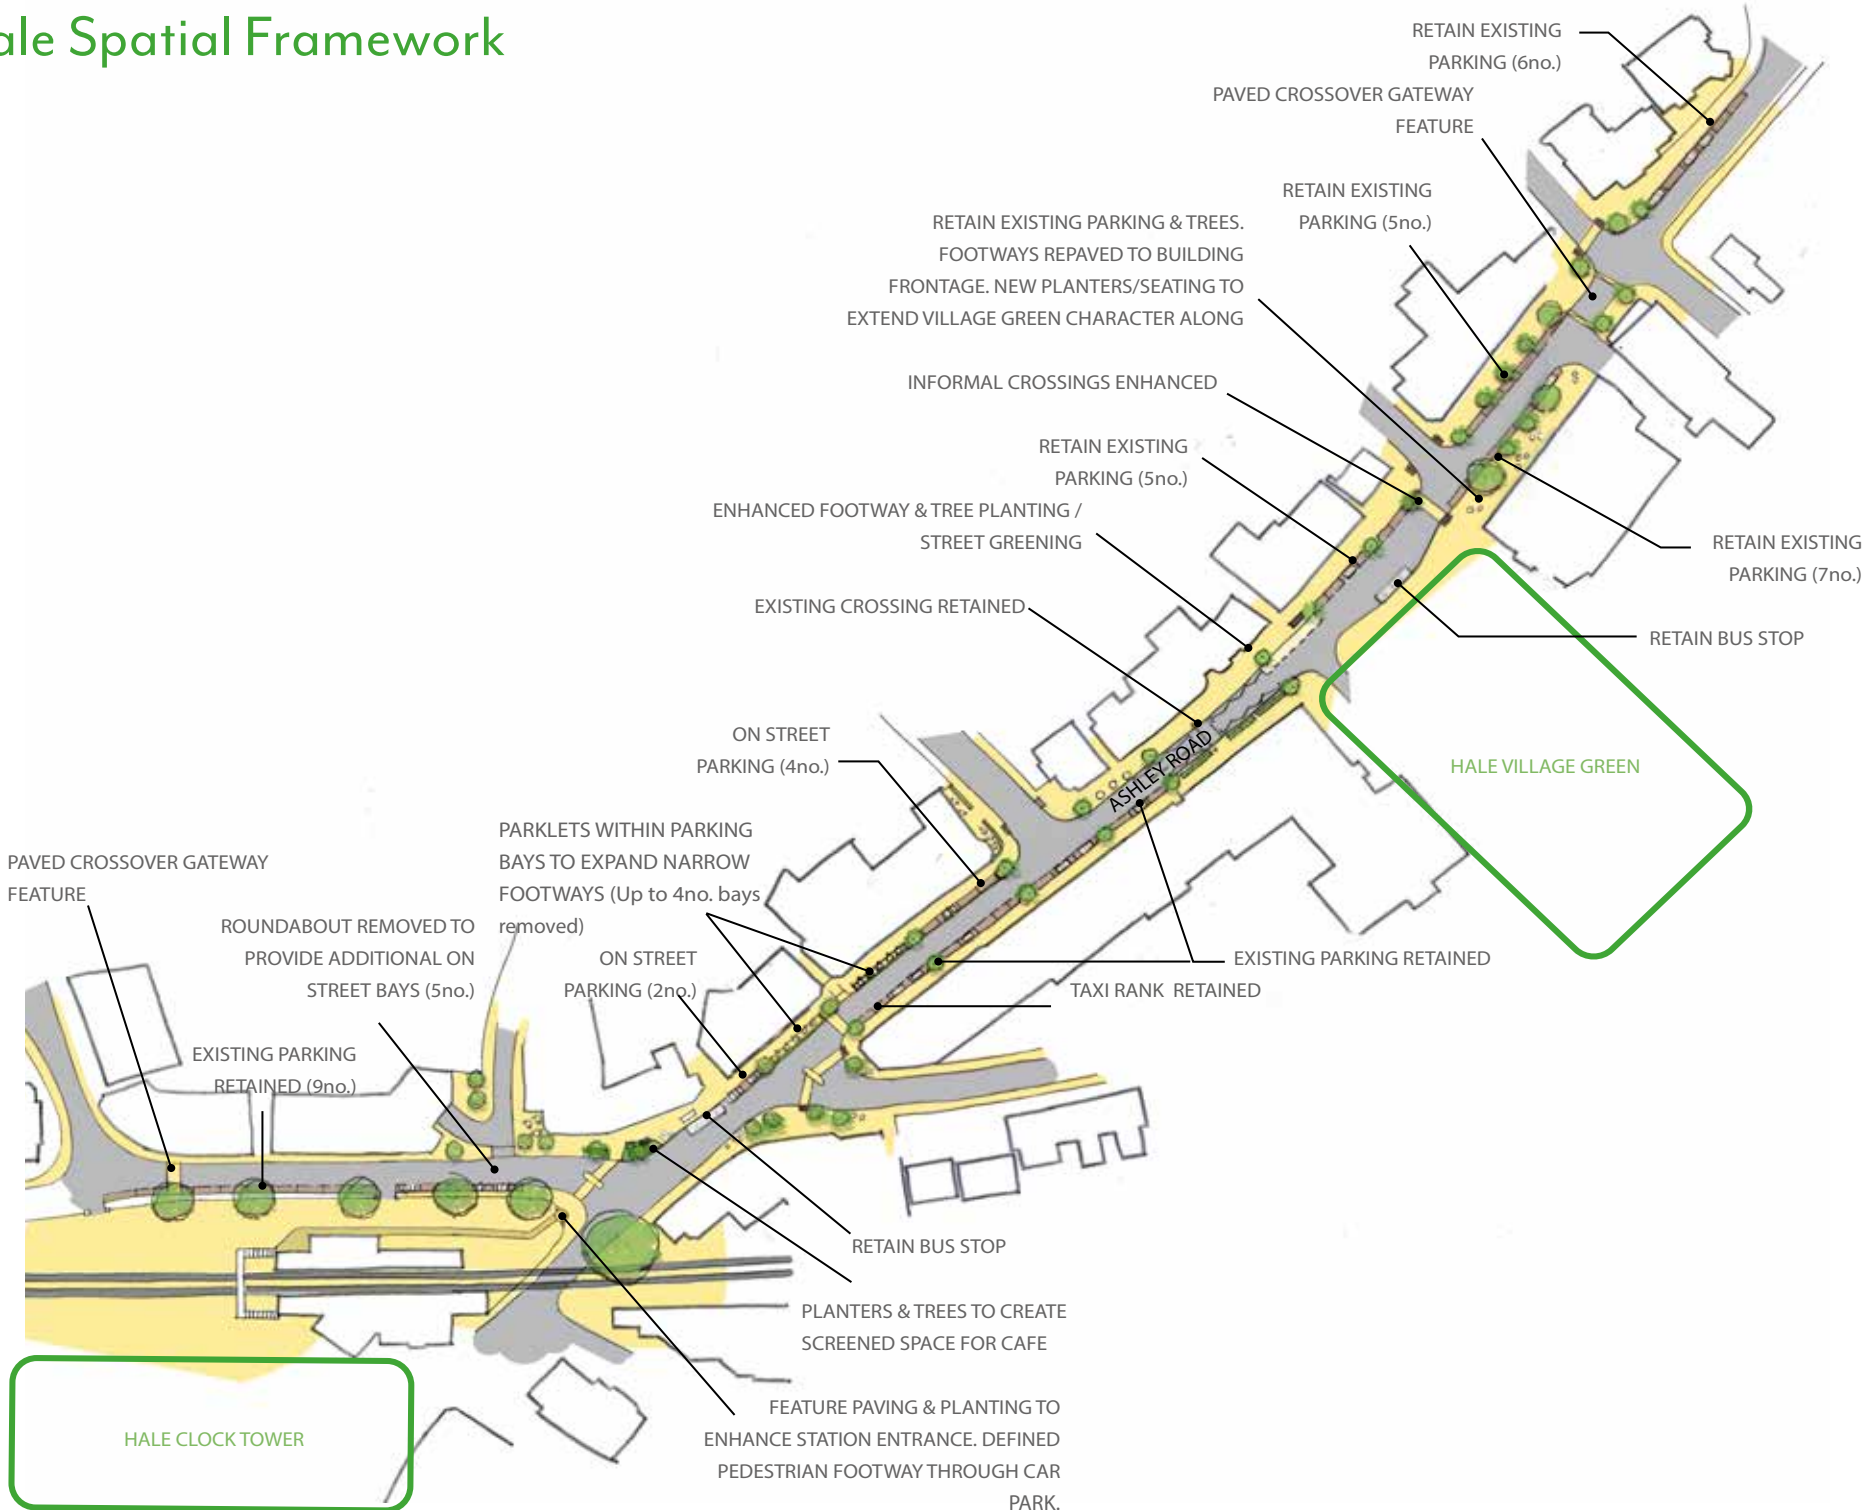 ale Spatial Framework
RETAIN EXISTING
PARKING (6no.)
PAVED CROSSOVER GATEWAY
FEATURE
RETAIN EXISTING
PARKING (5no.)
RETAIN EXISTING PARKING & TREES.
FOOTWAYS REPAVED TO BUILDING
FRONTAGE. NEW PLANTERS/SEATING TO
EXTEND VILLAGE GREEN CHARACTER ALONG
INFORMAL CROSSINGS ENHANCED
RETAIN EXISTING
PARKING (5no.)
ENHANCED FOOTWAY & TREE PLANTING /
STREET GREENING
RETAIN EXISTING
PARKING (7no.)
EXISTING CROSSING RETAINED
RETAIN BUS STOP
ON STREET
PARKING (4no.)
ASHLEY ROAD
HALE VILLAGE GREEN
PARKLETS WITHIN PARKING
BAYS TO EXPAND NARROW
FOOTWAYS (Up to 4no. bays
removed)
PAVED CROSSOVER GATEWAY
FEATURE
ROUNDABOUT REMOVED TO
PROVIDE ADDITIONAL ON
STREET BAYS (5no.)
ON STREET
PARKING (2no.)
EXISTING PARKING RETAINED
TAXI RANK RETAINED
EXISTING PARKING
RETAINED (9no.)
RETAIN BUS STOP
PLANTERS & TREES TO CREATE
SCREENED SPACE FOR CAFE
FEATURE PAVING & PLANTING TO
ENHANCE STATION ENTRANCE. DEFINED
PEDESTRIAN FOOTWAY THROUGH CAR
PARK.
HALE CLOCK TOWER